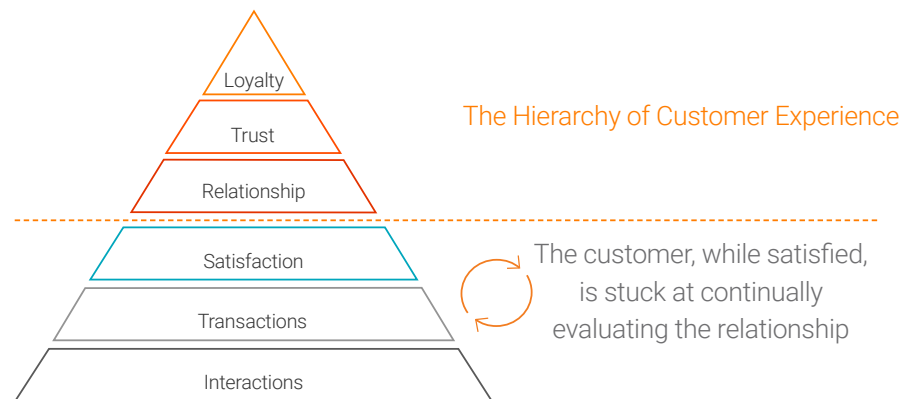 Loyalty
The Hierarchy of Customer Experience
Trust
Relationship
Satisfaction
The customer, while satisfied,
is stuck at continually
evaluating the relationship
Transactions
Interactions